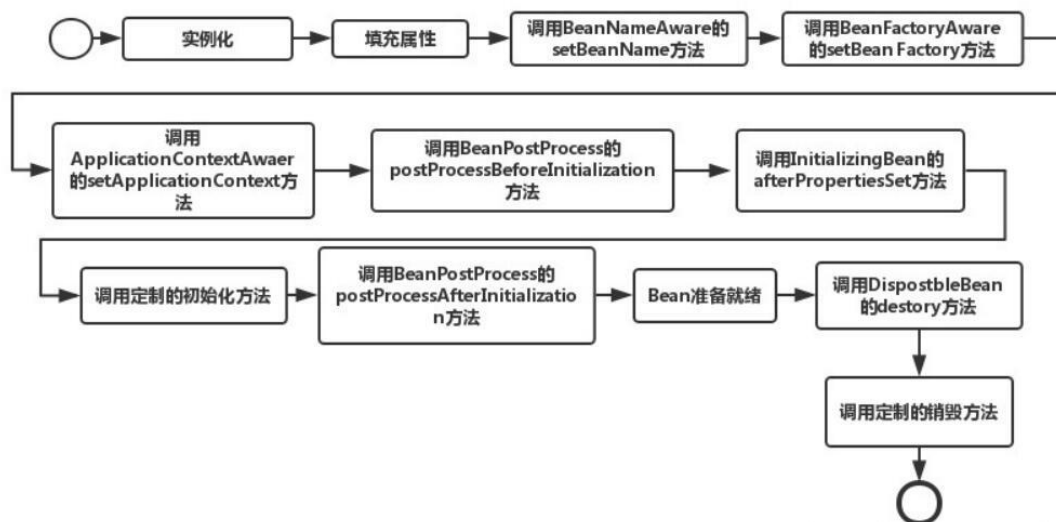 实例化
填充属性
调用BeanNameAware的
setBeanName方法
调用BeanFactoryAware
的setBean Factory方法
调用
ApplicationContextAwaer
的setApplicationContext方
法
调用BeanPostProcess的
postProcessBeforeInitialization
方法
调用InitializingBean的
afterPropertiesSet方法
调用定制的初始化方法
调用BeanPostProcess的
postProcessAfterInitializatio
n方法
Bean准备就绪
调用DispostbleBean
的destory方法
调用定制的销毁方法